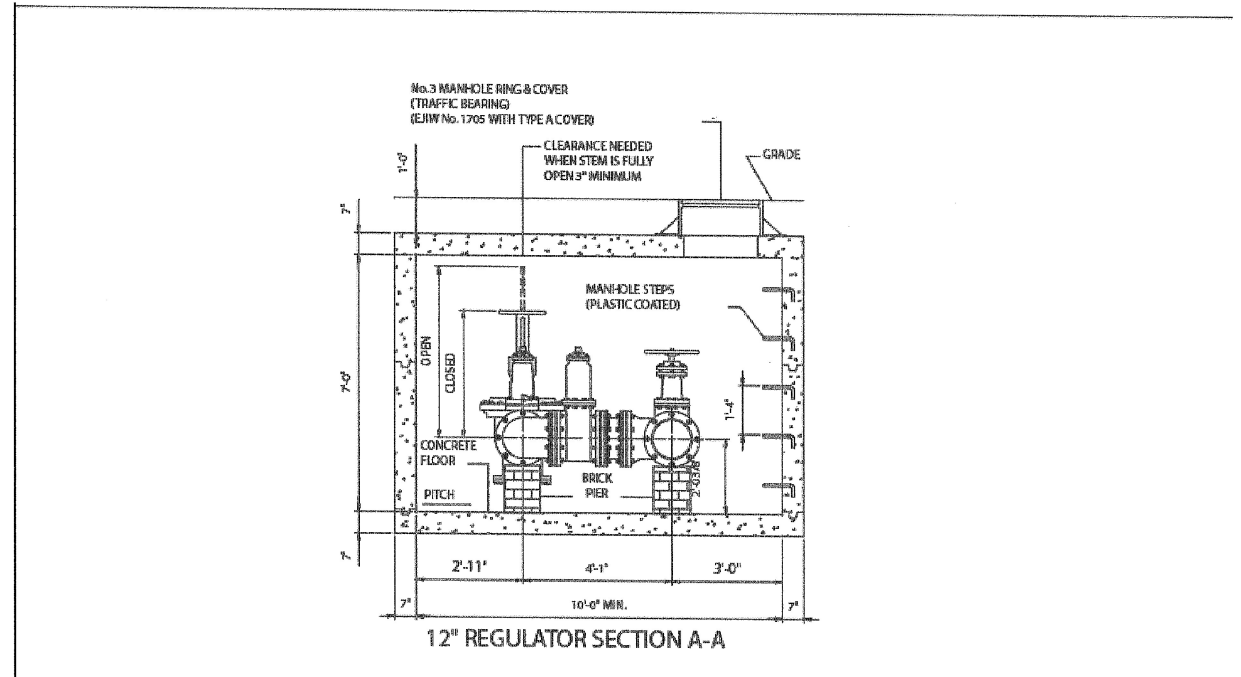 No.3 MANHOLE RING & COVER
(TRAFFIC BEARING)
(EJIW No. 1705 WITH TYPE A COVER)
CLEARANCE NEEDED
WHEN STEM IS FULLY
OPEN 3" MINIMUM
GRADE
1'-0"
7"
MANHOLE STEPS
(PLASTIC COATED)
OPEN
CLOSED
7'-0"
1'-4"
CONCRETE
FLOOR
PITCH
BRICK
PIER
7"
2'-11"
4'-1"
3'-0"
7"
10'-0" MIN.
7"
12" REGULATOR SECTION A-A